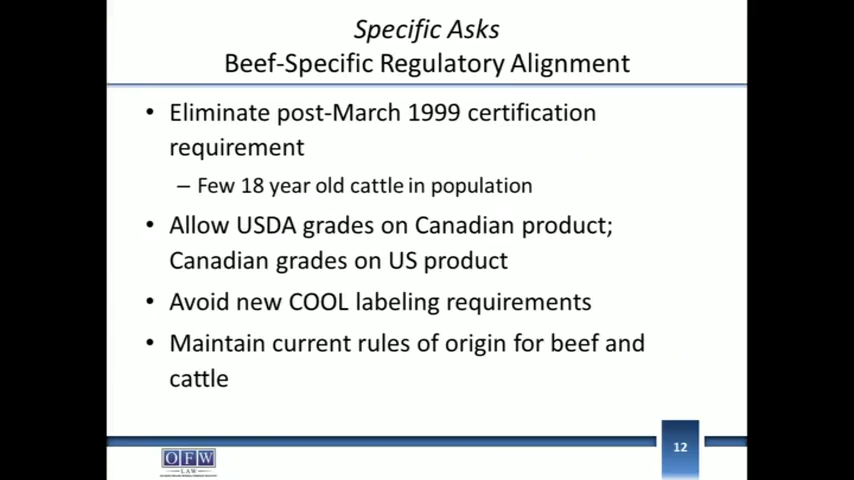 Specific Asks
Beef-Specific Regulatory Alignment
• Eliminate post-March 1999 certification
requirement
– Few 18 year old cattle in population
• Allow USDA grades on Canadian product;
Canadian grades on US product
• Avoid new COOL labeling requirements
• Maintain current rules of origin for beef and
cattle
12
OFW
LAW